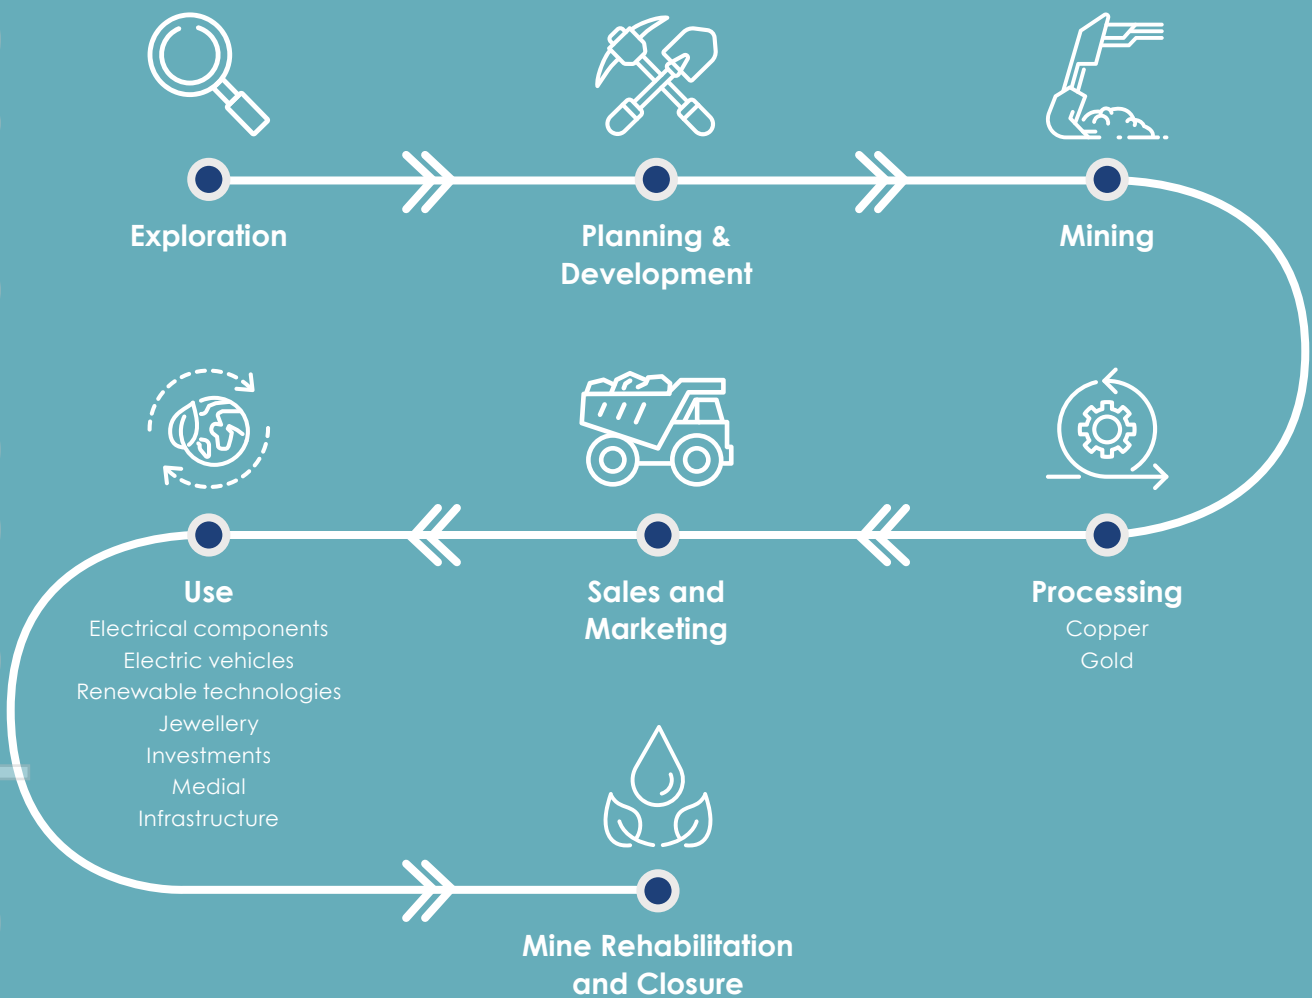 Exploration
Planning &
Development
Mining
Use
Electrical components
Electric vehicles
Renewable technologies
Jewellery
Investments
Medial
Infrastructure
Sales and
Marketing
Processing
Copper
Gold
Mine Rehabilitation
and Closure